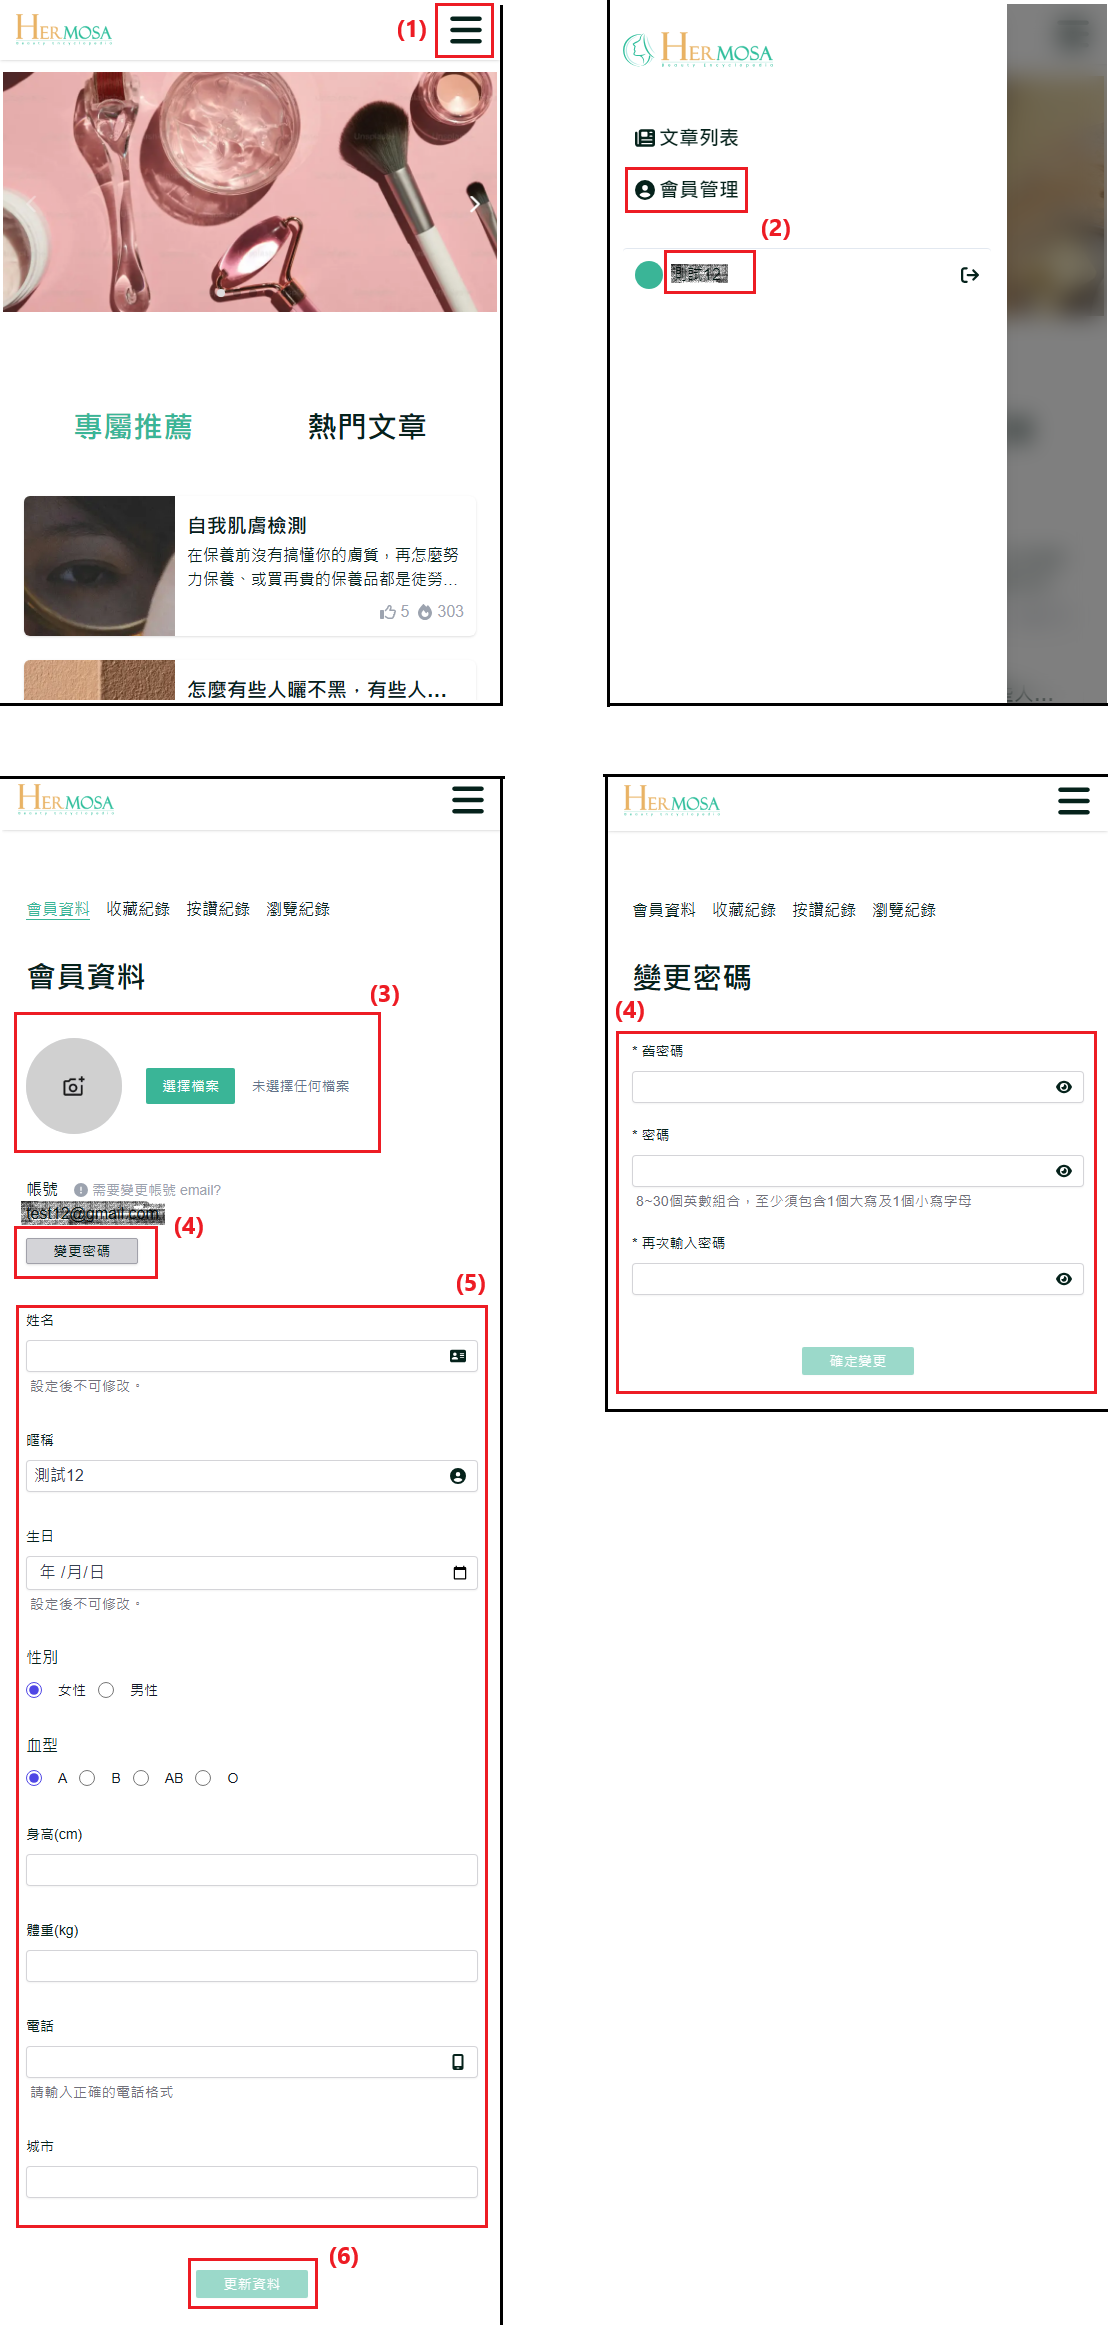 HERMOSA
Beauty Encyclopedia
(1)
專屬推薦
熱門文章
自我肌膚檢測
在保養前沒有搞懂你的膚質，再怎麼努
力保養、或買再貴的保養品都是徒勞...
5 303
怎麼有些人曬不黑，有些人...
HERMOSA
Beauty Encyclopedia
文章列表
會員管理
(2)
測試12
人...
HERMOSA
Beauty Encyclopedia
會員資料 收藏紀錄 按讚紀錄 瀏覽紀錄
會員資料
(3)
選擇檔案 未選擇任何檔案
帳號 需要變更帳號 email?
test12@gmail.com
(4)
變更密碼
(5)
姓名
設定後不可修改。
暱稱
測試12
生日
年 /月/日
設定後不可修改。
性別
女性 男性
血型
A B AB O
身高(cm)
體重(kg)
電話
請輸入正確的電話格式
城市
(6)
更新資料
HERMOSA
Beauty Encyclopedia
會員資料 收藏紀錄 按讚紀錄 瀏覽紀錄
變更密碼
(4)
* 舊密碼
* 密碼
8~30個英數組合，至少須包含1個大寫及1個小寫字母
* 再次輸入密碼
確定變更